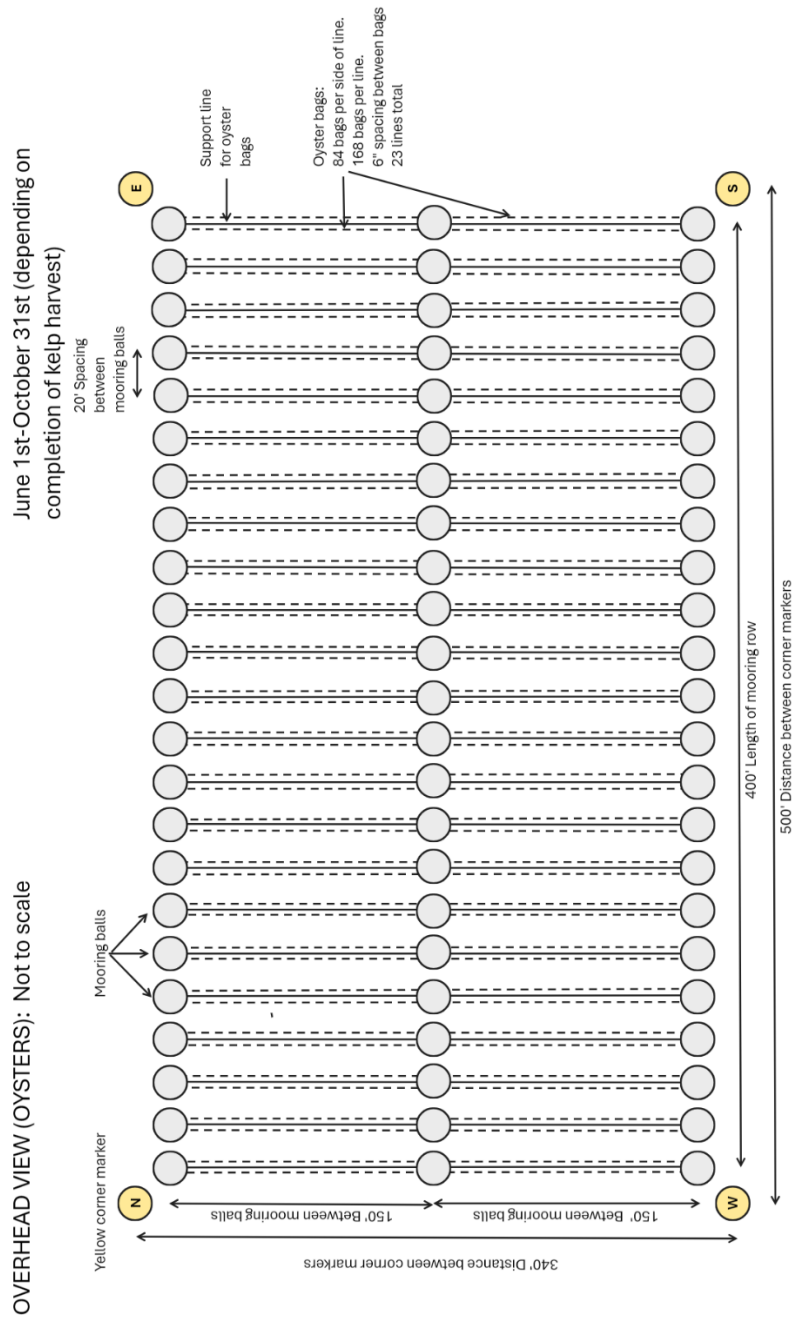 OVERHEAD VIEW (OYSTERS): Not to scale
June 1st-October 31st (depending on
completion of kelp harvest)
Yellow corner marker
Mooring balls
20' Spacing
between
mooring balls
Support line
for oyster
bags
Oyster bags:
84 bags per side of line.
168 bags per line.
6" spacing between bags
23 lines total
N
E
W
S
150' Between mooring balls
150' Between mooring balls
340' Distance between corner markers
400' Length of mooring row
500' Distance between corner markers